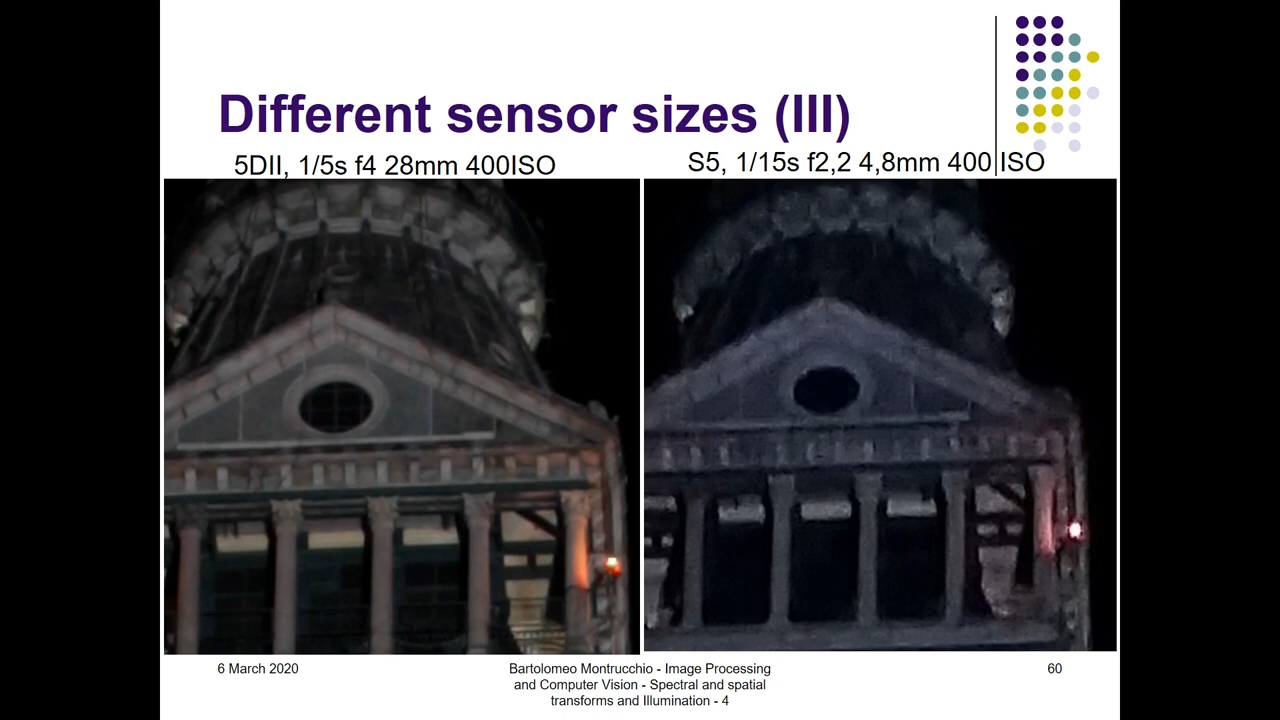 Different sensor sizes (III)
5DII, 1/5s f4 28mm 400ISO
S5, 1/15s f2,2 4,8mm 400 ISO
6 March 2020
Bartolomeo Montrucchio - Image Processing
and Computer Vision - Spectral and spatial
transforms and Illumination - 4
60